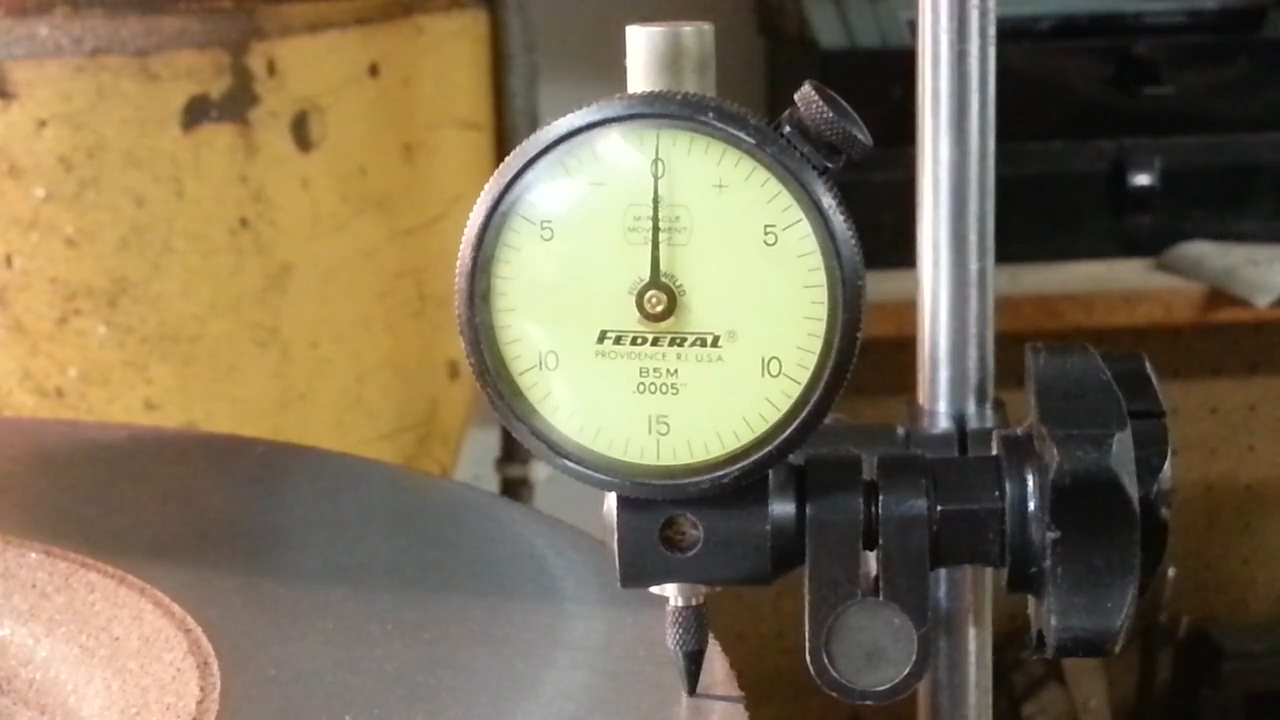 0
- +
MIRACLE
MOVEMENT
5 5
FULL JEWELED
FEDERAL®
PROVIDENCE, R.I. U.S.A.
10 10
B5M
.0005"
15